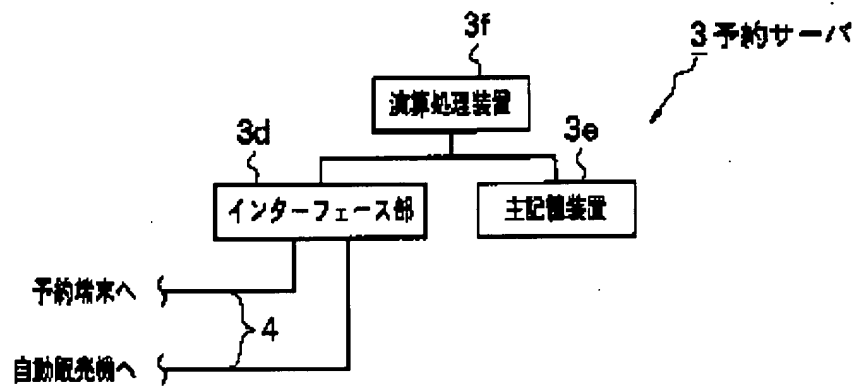 3f
3 予約サーバ
演算処理装置
3d
3e
インターフェース部
主記憶装置
予約端末へ
4
自動販売機へ